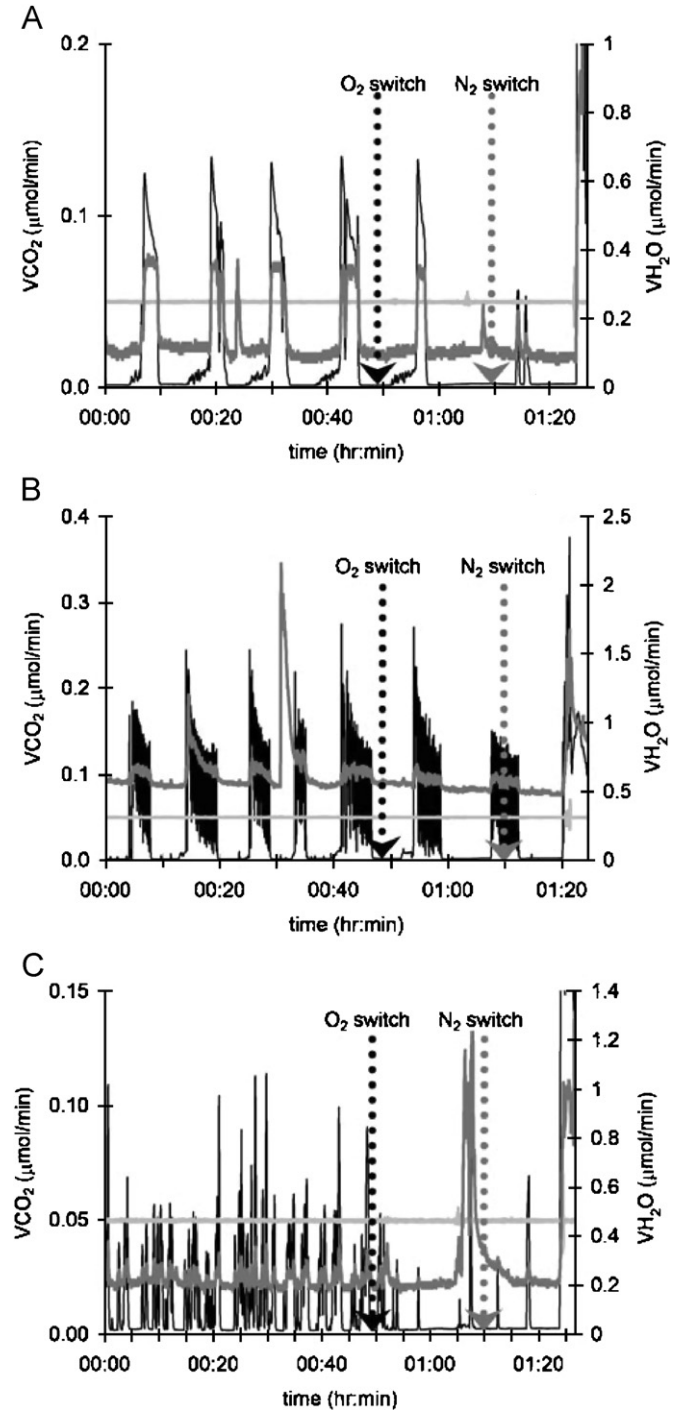 A
0.2
0.1
0.0
VCO₂ (μmol/min)
O₂ switch
N₂ switch
1
0.8
0.6
0.4
0.2
0
VH₂O (μmol/min)
00:00 00:20 00:40 01:00 01:20
time (hr:min)
B
0.4
0.3
0.2
0.1
0.0
VCO₂ (μmol/min)
O₂ switch
N₂ switch
2.5
2
1.5
1
0.5
0
VH₂O (μmol/min)
00:00 00:20 00:40 01:00 01:20
time (hr:min)
C
0.15
0.10
0.05
0.00
VCO₂ (μmol/min)
O₂ switch
N₂ switch
1.4
1.2
1
0.8
0.6
0.4
0.2
0
VH₂O (μmol/min)
00:00 00:20 00:40 01:00 01:20
time (hr:min)